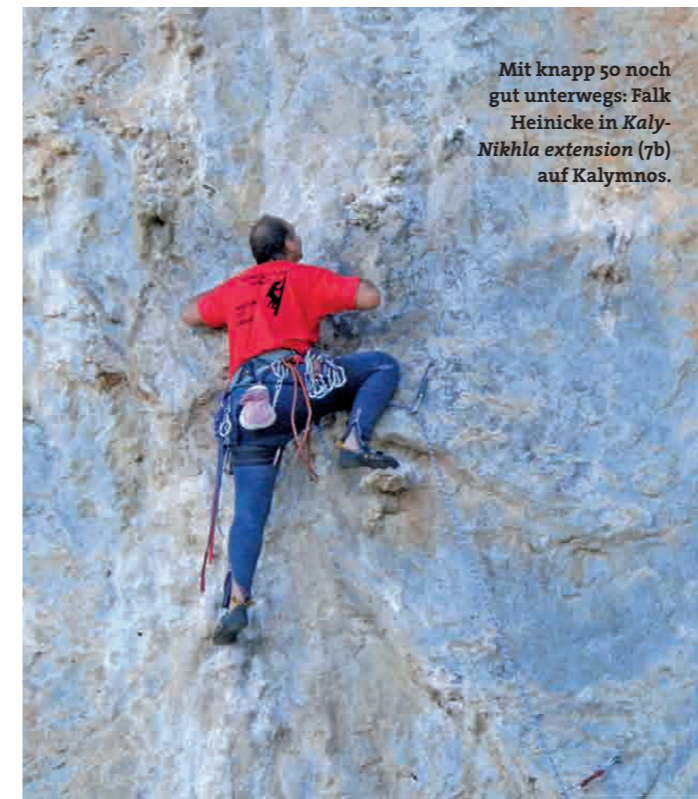 Mit knapp 50 noch
gut unterwegs: Falk
Heinicke in Kaly-
Nikhla extension (7b)
auf Kalymnos.